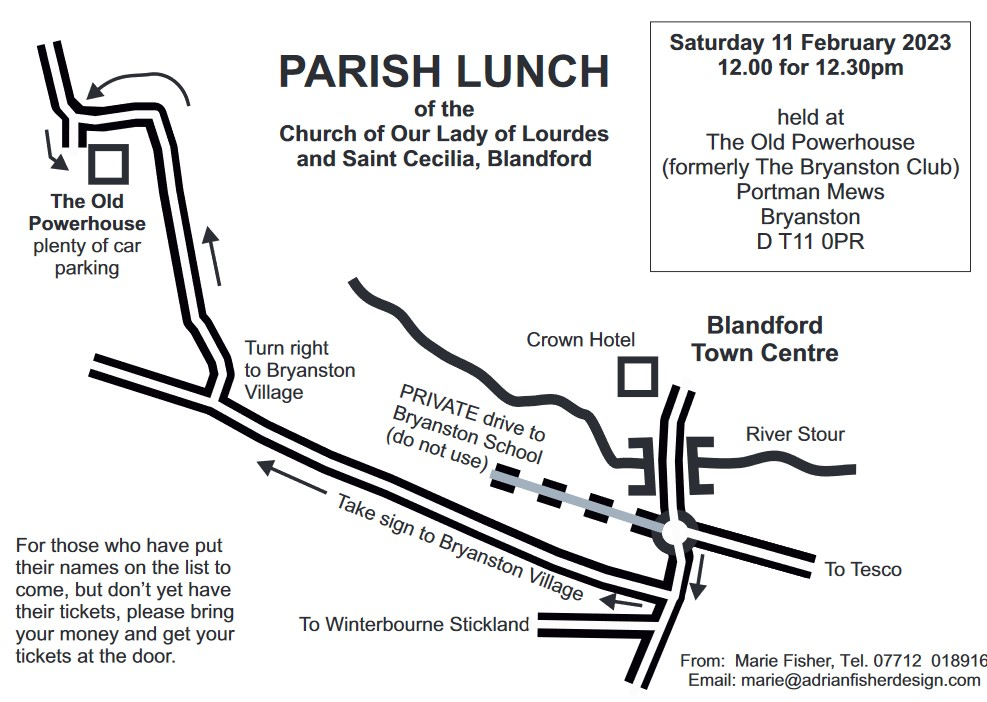 PARISH LUNCH
of the
Church of Our Lady of Lourdes
and Saint Cecilia, Blandford
Saturday 11 February 2023
12.00 for 12.30pm
held at
The Old Powerhouse
(formerly The Bryanston Club)
Portman Mews
Bryanston
D T11 0PR
The Old
Powerhouse
plenty of car
parking
Turn right
to Bryanston
Village
Crown Hotel
Blandford
Town Centre
PRIVATE drive to
Bryanston School
(do not use)
River Stour
Take sign to Bryanston Village
To Tesco
To Winterbourne Stickland
For those who have put
their names on the list to
come, but don’t yet have
their tickets, please bring
your money and get your
tickets at the door.
From: Marie Fisher, Tel. 07712 018916
Email: marie@adrianfisherdesign.com